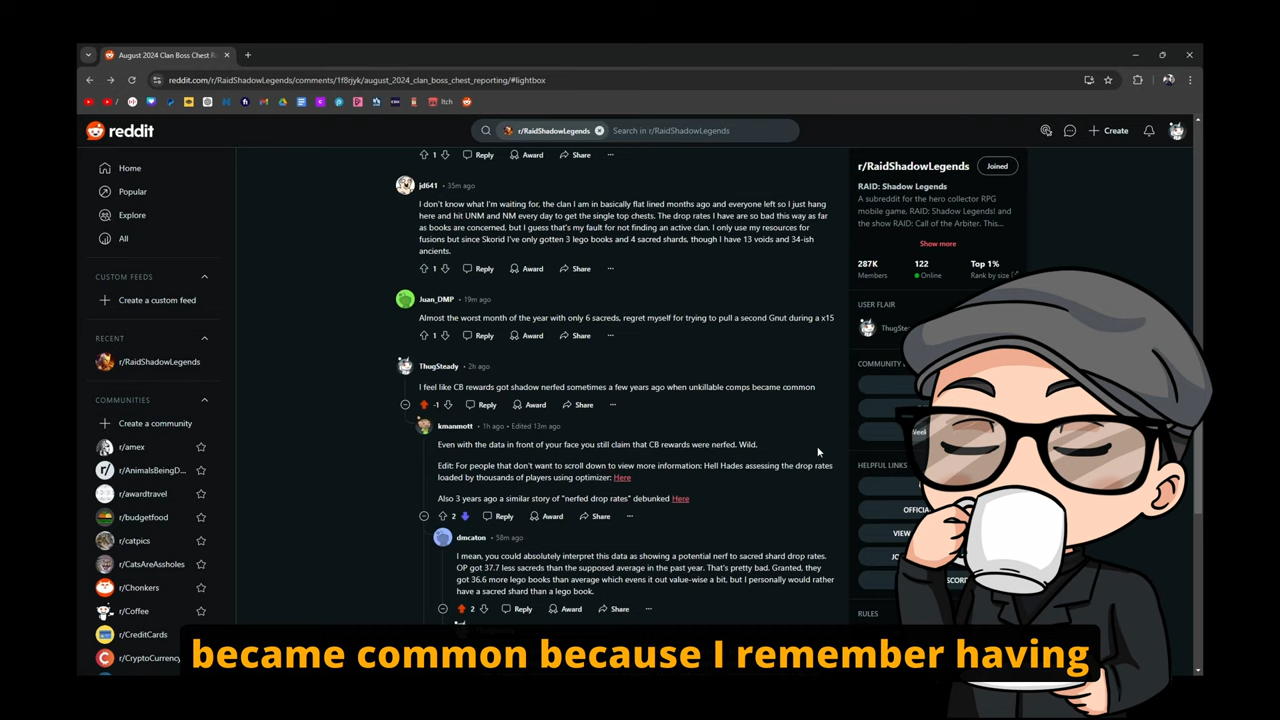 August 2024 Clan Boss Chest R
reddit.com/r/RaidShadowLegends/comments/1f8rjyk/august_2024_clan_boss_chest_reporting/#lightbox
Itch
reddit
r/RaidShadowLegends
Search in r/RaidShadowLegends
Create
Home
Popular
Explore
All
CUSTOM FEEDS
Create a custom feed
RECENT
r/RaidShadowLegends
COMMUNITIES
Create a community
r/amex
r/AnimalsBeingD...
r/awardtravel
r/budgetfood
r/catpics
r/CatsAreAssholes
r/Chonkers
r/Coffee
r/CreditCards
r/CryptoCurrency
1 Reply Award Share ...
jd641 • 35m ago
I don't know what I'm waiting for, the clan I am in basically flat lined months ago and everyone left so I just hang
here and hit UNM and NM every day to get the single top chests. The drop rates I have are so bad this way as far
as books are concerned, but I guess that's my fault for not finding an active clan. I only use my resources for
fusions but since Skorid I've only gotten 3 lego books and 4 sacred shards, though I have 13 voids and 34-ish
ancients.
1 Reply Award Share ...
Juan_DMP • 19m ago
Almost the worst month of the year with only 6 sacreds, regret myself for trying to pull a second Gnut during a x15
1 Reply Award Share ...
ThugSteady • 2h ago
I feel like CB rewards got shadow nerfed sometimes a few years ago when unkillable comps became common
-1 Reply Award Share ...
kmanmott • 1h ago • Edited 13m ago
Even with the data in front of your face you still claim that CB rewards were nerfed. Wild.
Edit: For people that don't want to scroll down to view more information: Hell Hades assessing the drop rates
loaded by thousands of players using optimizer: Here
Also 3 years ago a similar story of "nerfed drop rates" debunked Here
2 Reply Award Share ...
dmcaton • 58m ago
I mean, you could absolutely interpret this data as showing a potential nerf to sacred shard drop rates.
OP got 37.7 less sacreds than the supposed average in the past year. That's pretty bad. Granted, they
got 36.6 more lego books than average which evens it out value-wise a bit, but I personally would rather
have a sacred shard than a lego book.
2 Reply Award Share ...
r/RaidShadowLegends
Joined
RAID: Shadow Legends
A subreddit for the hero collector RPG
mobile game, RAID: Shadow Legends! and
the show RAID: Call of the Arbiter. This...
Show more
287K 122 Top 1%
Members Online Rank by size
USER FLAIR
ThugSte
COMMUNITY
HELPFUL LINKS
OFFICIA
VIEW
JO
SCORE
RULES
became common because I remember having